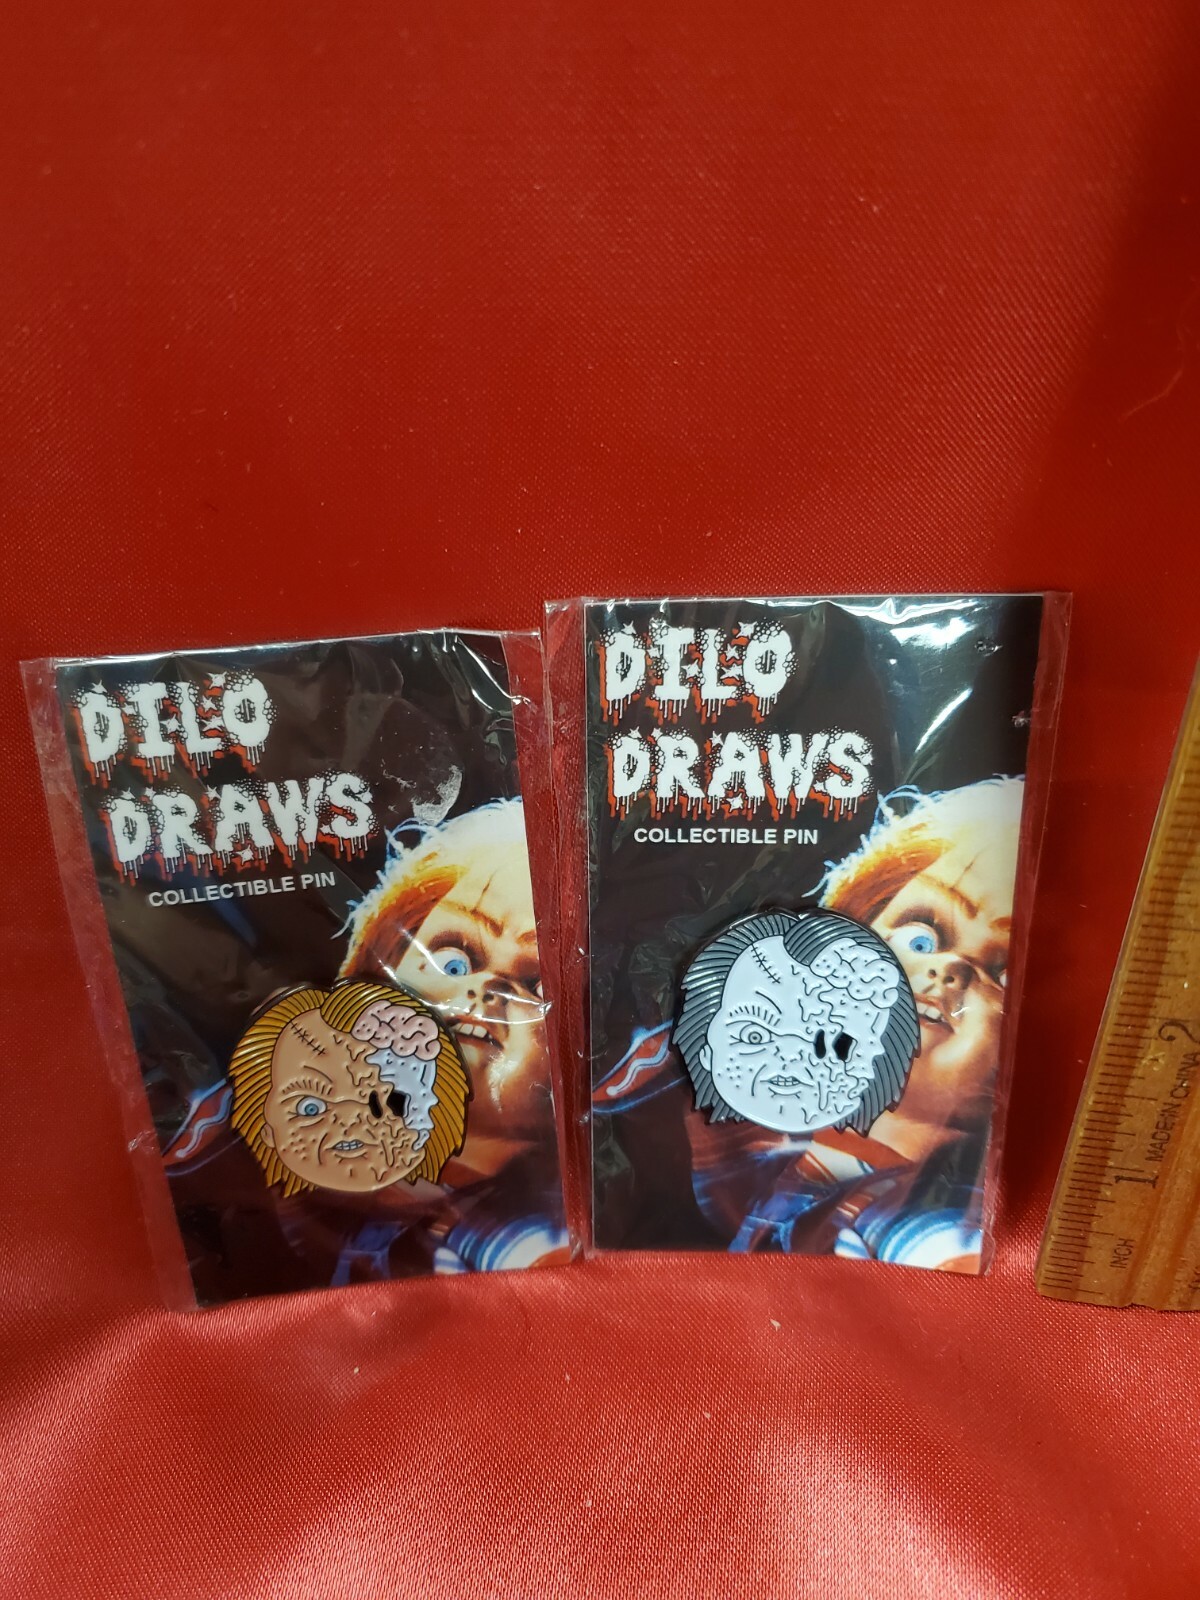 DILO
DRAWS
COLLECTIBLE PIN
DILO
DRAWS
COLLECTIBLE PIN
INCH
1
MADE IN CHINA
2